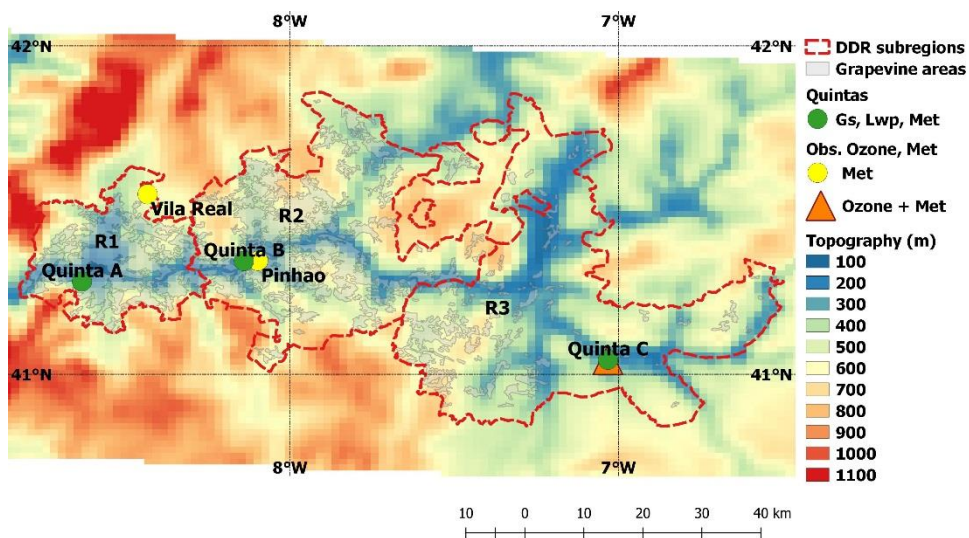 8°W
7°W
42°N
42°N
DDR subregions
Grapevine areas
Quintas
Gs, Lwp, Met
Obs. Ozone, Met
Met
Ozone + Met
Topography (m)
100
200
300
400
500
600
700
800
900
1000
1100
Vila Real
R1
R2
Quinta A
Quinta B
Pinhao
R3
Quinta C
41°N
41°N
8°W
7°W
10 0 10 20 30 40 km